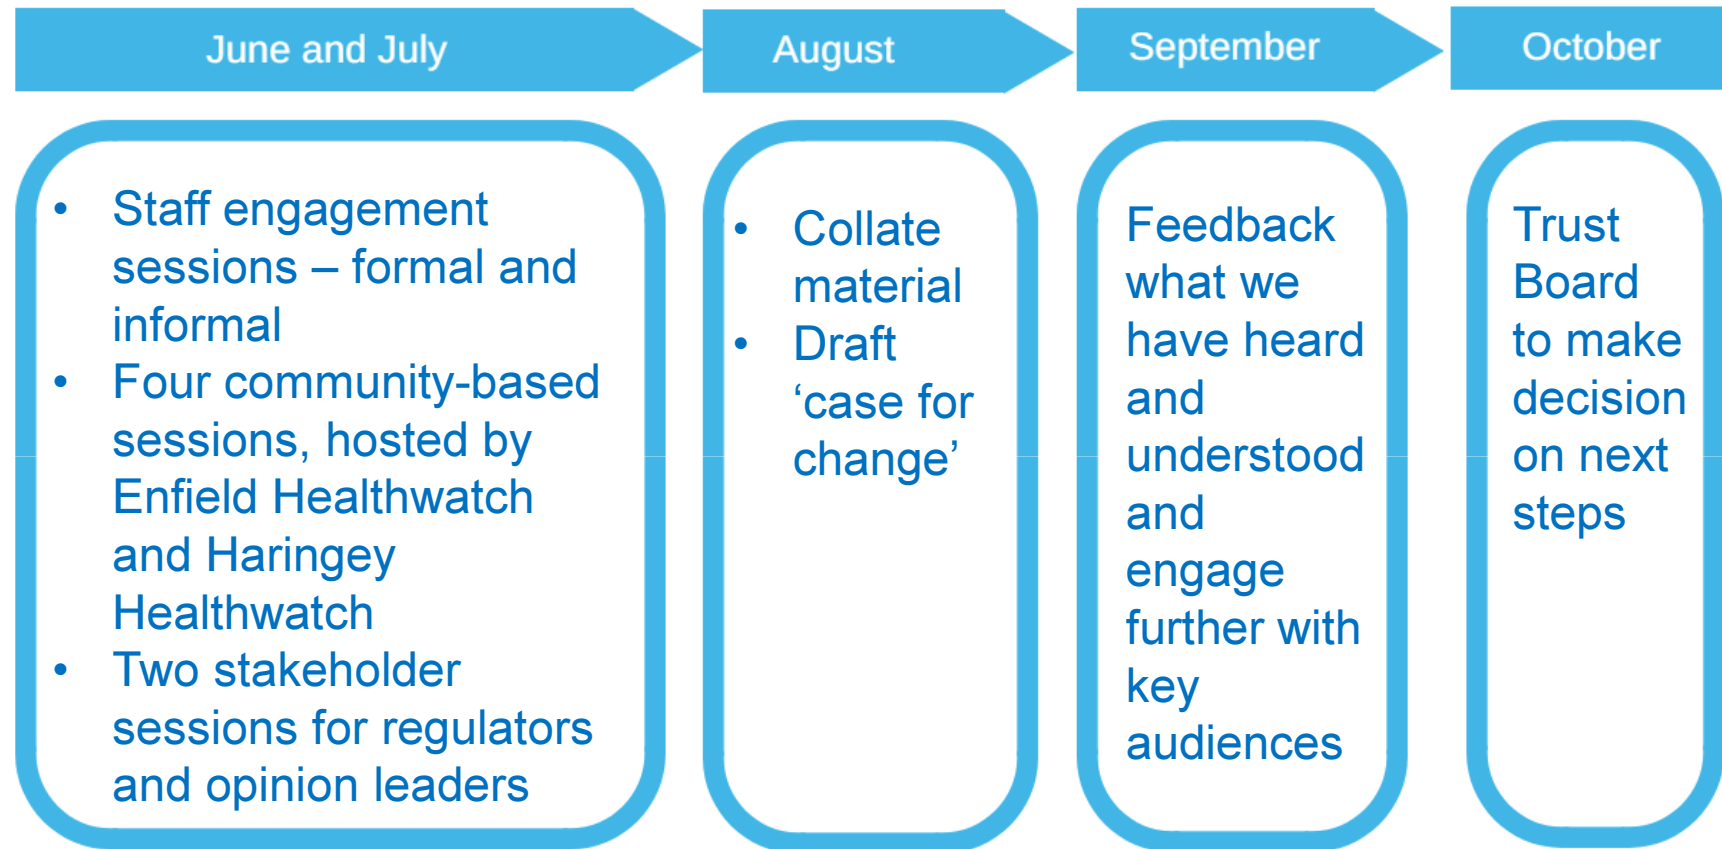 June and July
August
September
October
• Staff engagement
sessions – formal and
informal
• Four community-based
sessions, hosted by
Enfield Healthwatch
and Haringey
Healthwatch
• Two stakeholder
sessions for regulators
and opinion leaders
• Collate
material
• Draft
‘case for
change’
Feedback
what we
have heard
and
understood
and
engage
further with
key
audiences
Trust
Board
to make
decision
on next
steps